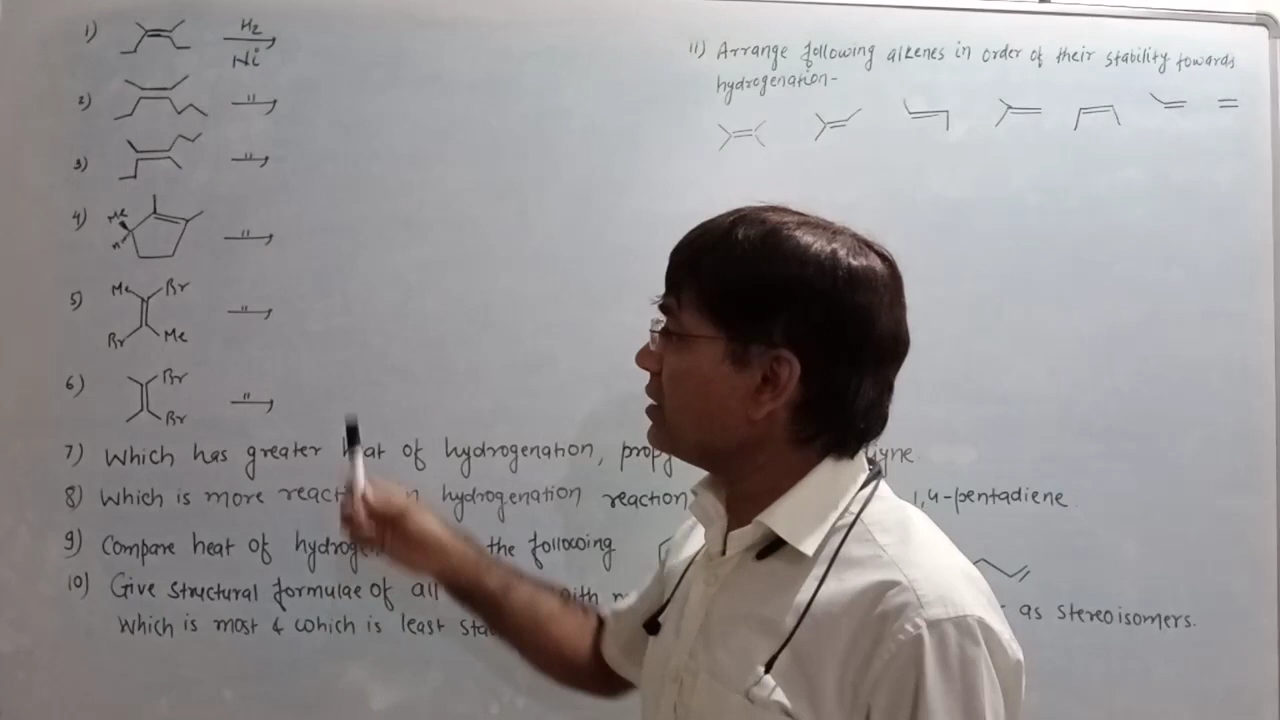 1) H2
Ni
2) "
3) "
4) Me "
5) Me Br "
Br Me
6) Br "
Br
7) Which has greater heat of hydrogenation,
8) Which is more hydrogenation reaction 1,4-pentadiene
9) Compare heat of the following
10) Give structural formulae of all as stereoisomers.
Which is most & which is least
11) Arrange following alkenes in order of their stability towards
hydrogenation-